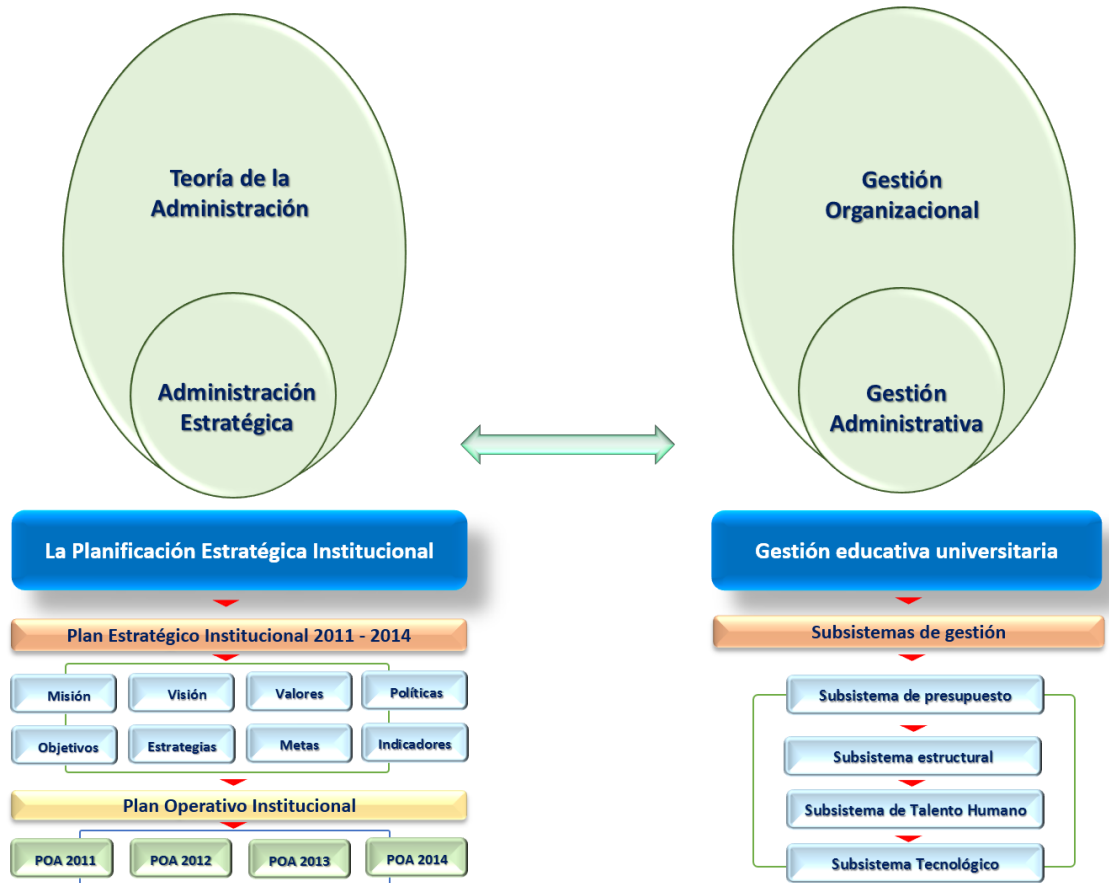 Teoría de la
Administración
Administración
Estratégica
La Planificación Estratégica Institucional
Plan Estratégico Institucional 2011 - 2014
Misión
Visión
Valores
Políticas
Objetivos
Estrategias
Metas
Indicadores
Plan Operativo Institucional
POA 2011
POA 2012
POA 2013
POA 2014
Gestión
Organizacional
Gestión
Administrativa
Gestión educativa universitaria
Subsistemas de gestión
Subsistema de presupuesto
Subsistema estructural
Subsistema de Talento Humano
Subsistema Tecnológico